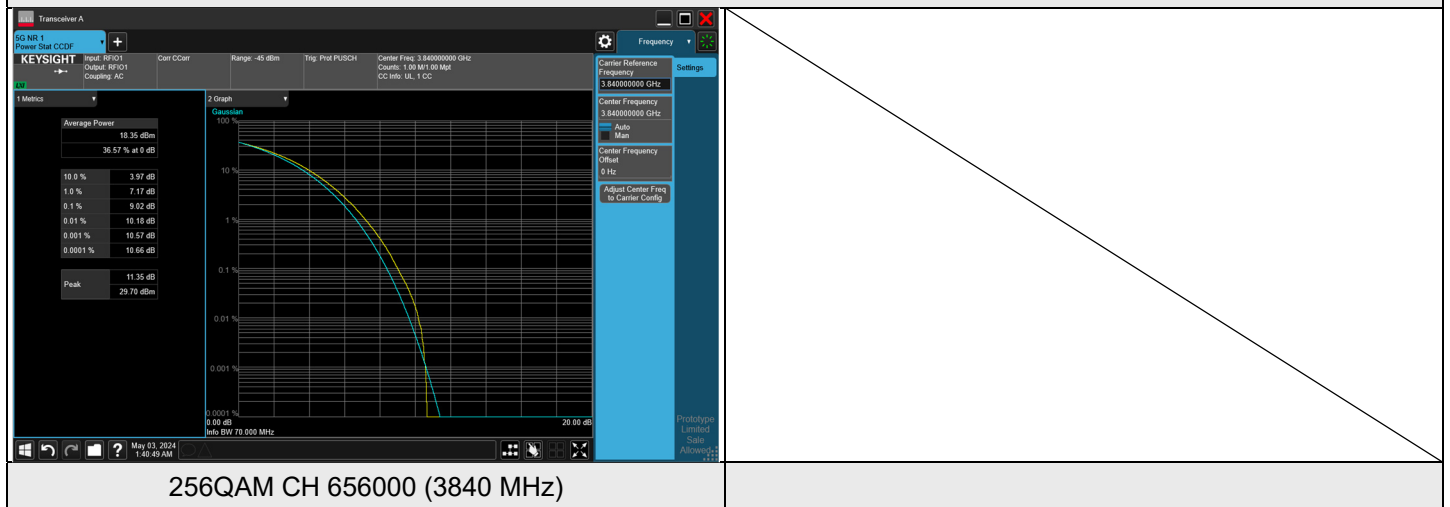 Transceiver A
5G NR 1
Power Stat CCDF
+
Frequency
KEYSIGHT
Input: RFIO1
Output: RFIO1
Coupling: AC
Corr CCorr
Range: -45 dBm
Trig: Prot PUSCH
Center Freq: 3.840000000 GHz
Counts: 1.00 M/1.00 Mpt
CC Info: UL, 1 CC
LXI
1 Metrics
Average Power
18.35 dBm
36.57 % at 0 dB
10.0 % 3.97 dB
1.0 % 7.17 dB
0.1 % 9.02 dB
0.01 % 10.18 dB
0.001 % 10.57 dB
0.0001 % 10.66 dB
Peak
11.35 dB
29.70 dBm
2 Graph
Gaussian
100 %
10 %
1 %
0.1 %
0.01 %
0.001 %
0.0001 %
0.00 dB
20.00 dB
Info BW 70.000 MHz
Carrier Reference
Frequency
3.840000000 GHz
Center Frequency
3.840000000 GHz
Auto
Man
Center Frequency
Offset
0 Hz
Adjust Center Freq
to Carrier Config
Settings
Prototype
Limited
Sale
Allowed
?
May 03, 2024
1:40:49 AM
256QAM CH 656000 (3840 MHz)